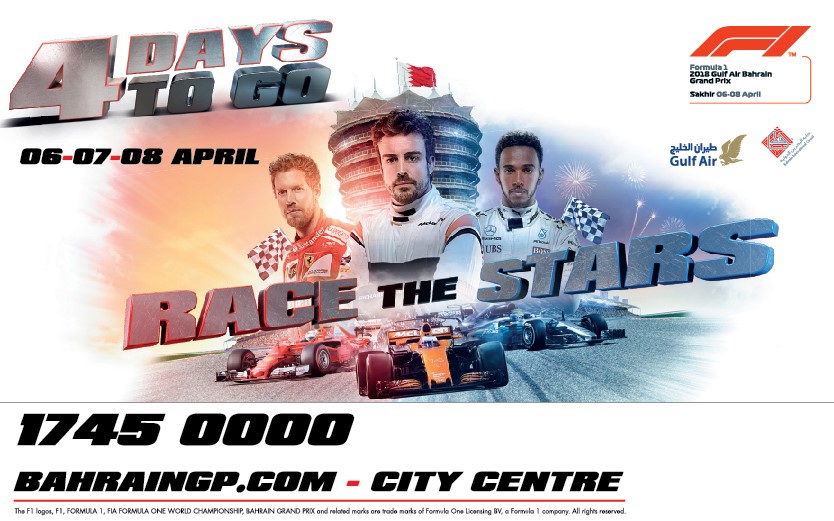 4 DAYS
TO GO
06-07-08 APRIL
F1 ™
Formula 1
2018 Gulf Air Bahrain
Grand Prix
Sakhir 06-08 April
طيران الخليج
Gulf Air
Santander
RACE THE STARS
1745 0000
BAHRAINGP.COM - CITY CENTRE
The F1 logos, F1, FORMULA 1, FIA FORMULA ONE WORLD CHAMPIONSHIP, BAHRAIN GRAND PRIX and related marks are trade marks of Formula One Licensing BV, a Formula 1 company. All rights reserved.